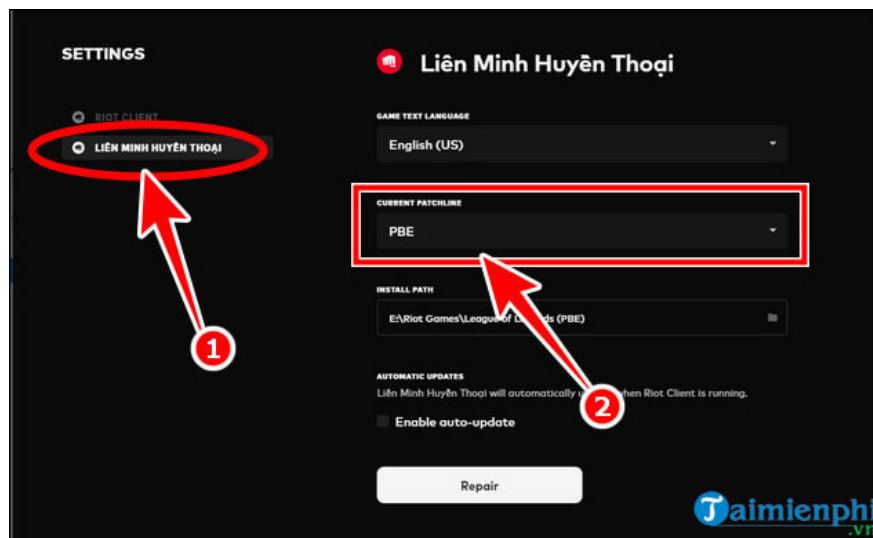 SETTINGS
RIOT CLIENT
LIÊN MINH HUYỀN THOẠI
1
Liên Minh Huyền Thoại
GAME TEXT LANGUAGE
English (US)
CURRENT PATCHLINE
PBE
INSTALL PATH
E:\Riot Games\League of ds (PBE)
2
AUTOMATIC UPDATES
Liên Minh Huyền Thoại will automatically when Riot Client is running.
Enable auto-update
Repair
Taimienphi
.vn